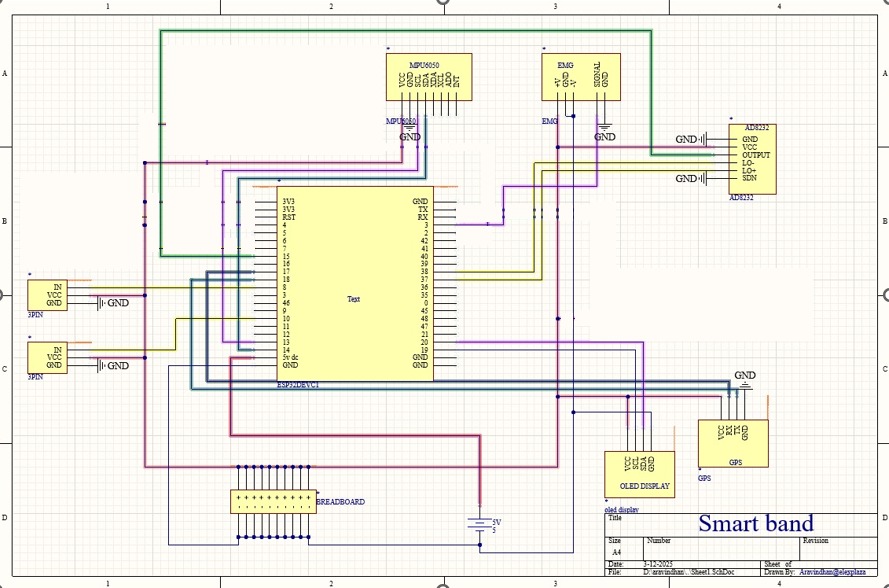 1 2 3 4
A A
MPU6050
VCC GND SCL SDA XDA XCL ADO INT
MPU6050
GND
EMG
+V GND -V SIGNAL GND
EMG
GND
AD8232
GND GND
VCC
OUTPUT
LO-
LO+
GND SDN
AD8232
B B
3V3 GND
3V3 TX
RST RX
4 3
5 2
6 42
7 41
15 40
16 39
17 38
18 37
8 36
3 35
46 0
9 45
10 48
11 47
12 21
13 20
14 19
5v dc GND
GND GND
Text
ESP32DEVC1
IN
VCC
GND GND
3PIN
IN
VCC
GND GND
3PIN
C C
GND
VCC RX TX GND
GPS
GPS
VCC SCL SDA GND
OLED DISPLAY
oled display
BREADBOARD
5V
5
D D
Title Smart band
Size Number Revision
A4
Date: 3-12-2025 Sheet of
File: D:\aravindhan\..\Sheet1.SchDoc Drawn By: Aravindhan@elexplaza
1 2 3 4